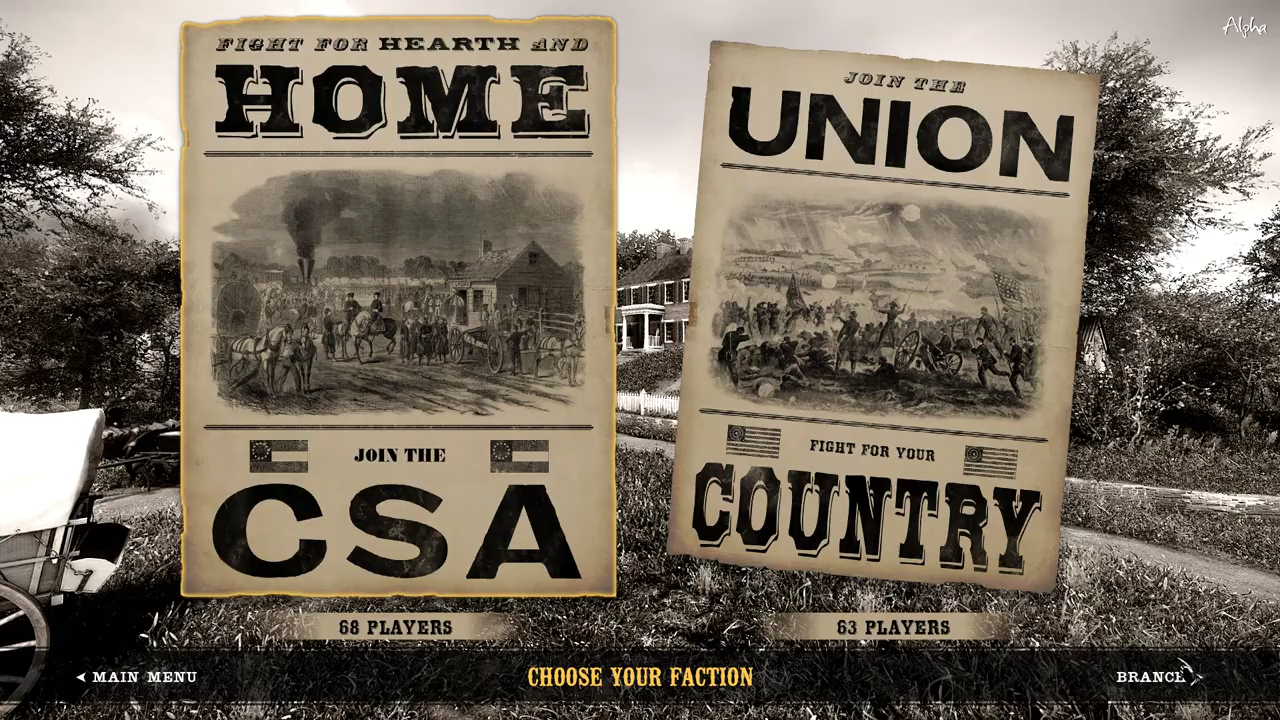 Alpha
FIGHT FOR HEARTH AND
HOME
JOIN THE
CSA
68 PLAYERS
JOIN THE
UNION
FIGHT FOR YOUR
COUNTRY
63 PLAYERS
MAIN MENU
CHOOSE YOUR FACTION
BRANCE